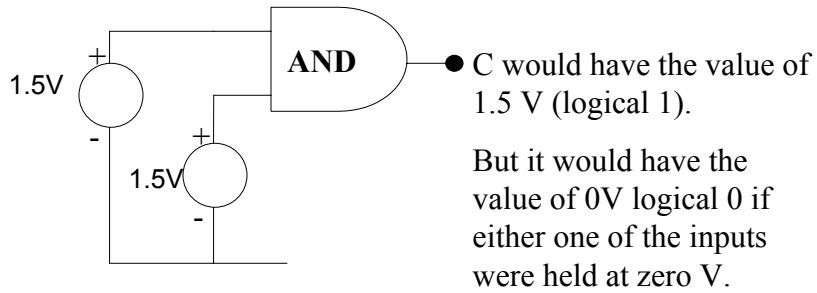 +
1.5V
-
+
1.5V
-
AND
C would have the value of
1.5 V (logical 1).
But it would have the
value of 0V logical 0 if
either one of the inputs
were held at zero V.